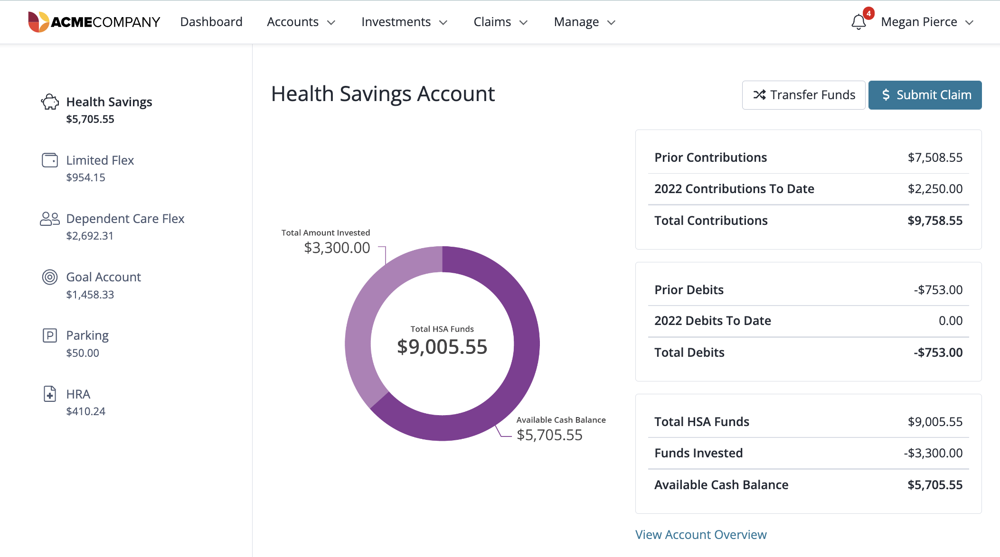 ACMECOMPANY
Dashboard
Accounts
Investments
Claims
Manage
4
Megan Pierce
Health Savings
$5,705.55
Limited Flex
$954.15
Dependent Care Flex
$2,692.31
Goal Account
$1,458.33
P
Parking
$50.00
HRA
$410.24
Health Savings Account
Transfer Funds
$ Submit Claim
Total Amount Invested
$3,300.00
Total HSA Funds
$9,005.55
Available Cash Balance
$5,705.55
Prior Contributions $7,508.55
2022 Contributions To Date $2,250.00
Total Contributions $9,758.55
Prior Debits -$753.00
2022 Debits To Date 0.00
Total Debits -$753.00
Total HSA Funds $9,005.55
Funds Invested -$3,300.00
Available Cash Balance $5,705.55
View Account Overview